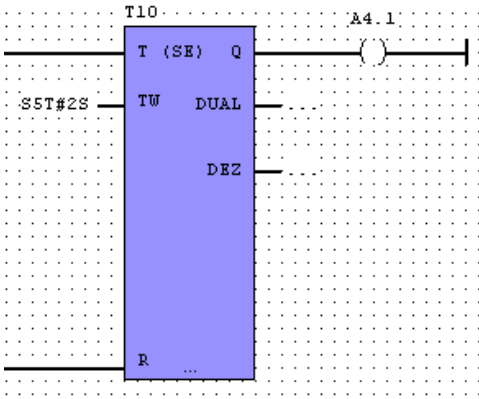 T10
A4.1
T (SE) Q
S5T#2S TW DUAL ...
DEZ ...
R ...